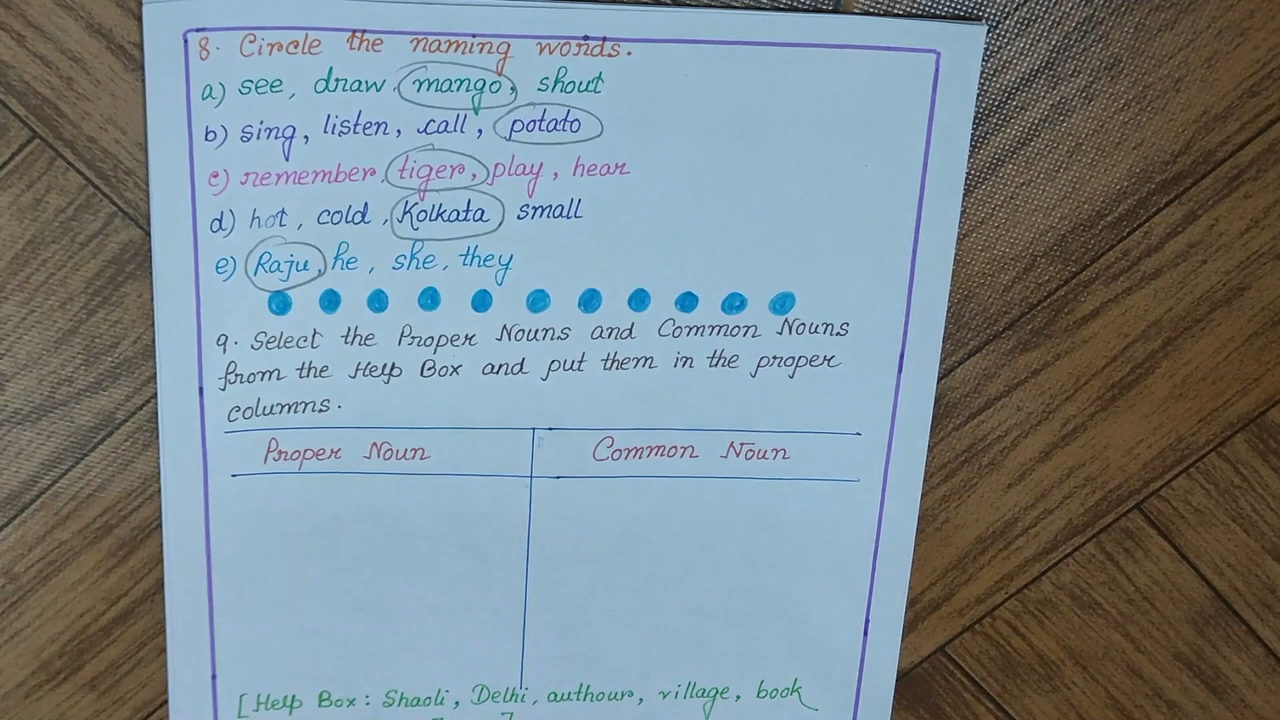 8. Circle the naming words.
a) see, draw, mango, shout
b) sing, listen, call, potato
c) remember, tiger, play, hear
d) hot, cold, Kolkata small
e) Raju, he, she, they
9. Select the Proper Nouns and Common Nouns
from the Help Box and put them in the proper
columns.
Proper Noun Common Noun
[Help Box: Shaoli, Delhi, authour, village, book